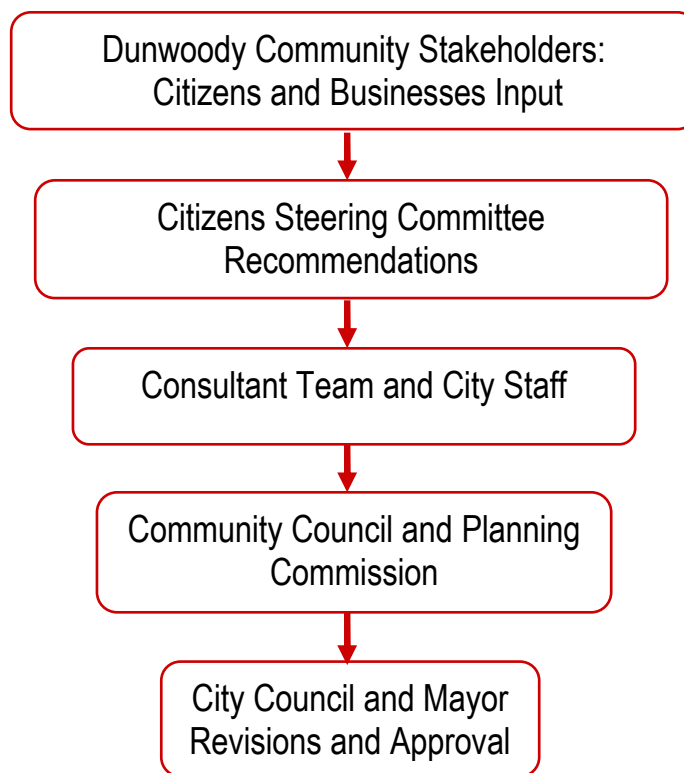 Dunwoody Community Stakeholders:
Citizens and Businesses Input
Citizens Steering Committee
Recommendations
Consultant Team and City Staff
Community Council and Planning
Commission
City Council and Mayor
Revisions and Approval